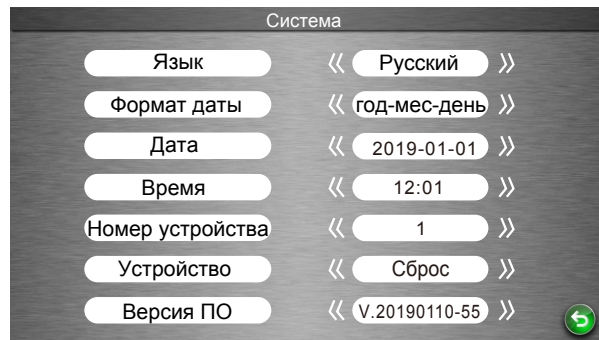 Система
Язык « Русский »
Формат даты « год-мес-день »
Дата « 2019-01-01 »
Время « 12:01 »
Номер устройства « 1 »
Устройство « Сброс »
Версия ПО « V.20190110-55 »